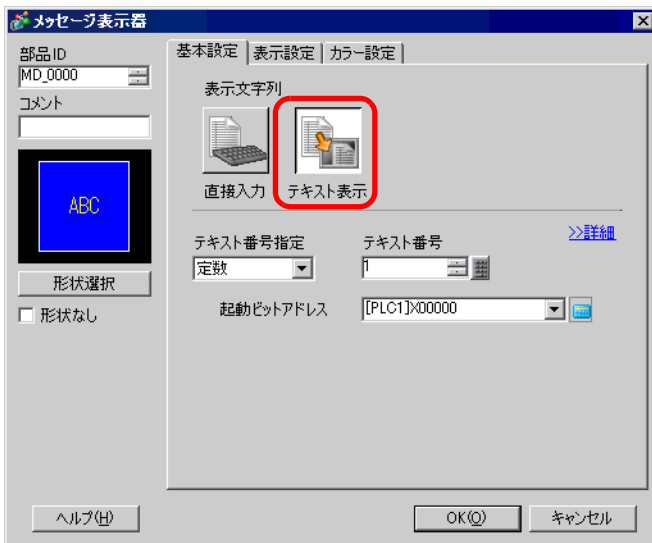 メッセージ表示器
部品ID
MD_0000
コメント
ABC
形状選択
形状なし
基本設定 表示設定 カラー設定
表示文字列
直接入力 テキスト表示
>>詳細
テキスト番号指定 テキスト番号
定数 1
起動ビットアドレス [PLC1]X00000
ヘルプ(H) OK(O) キャンセル